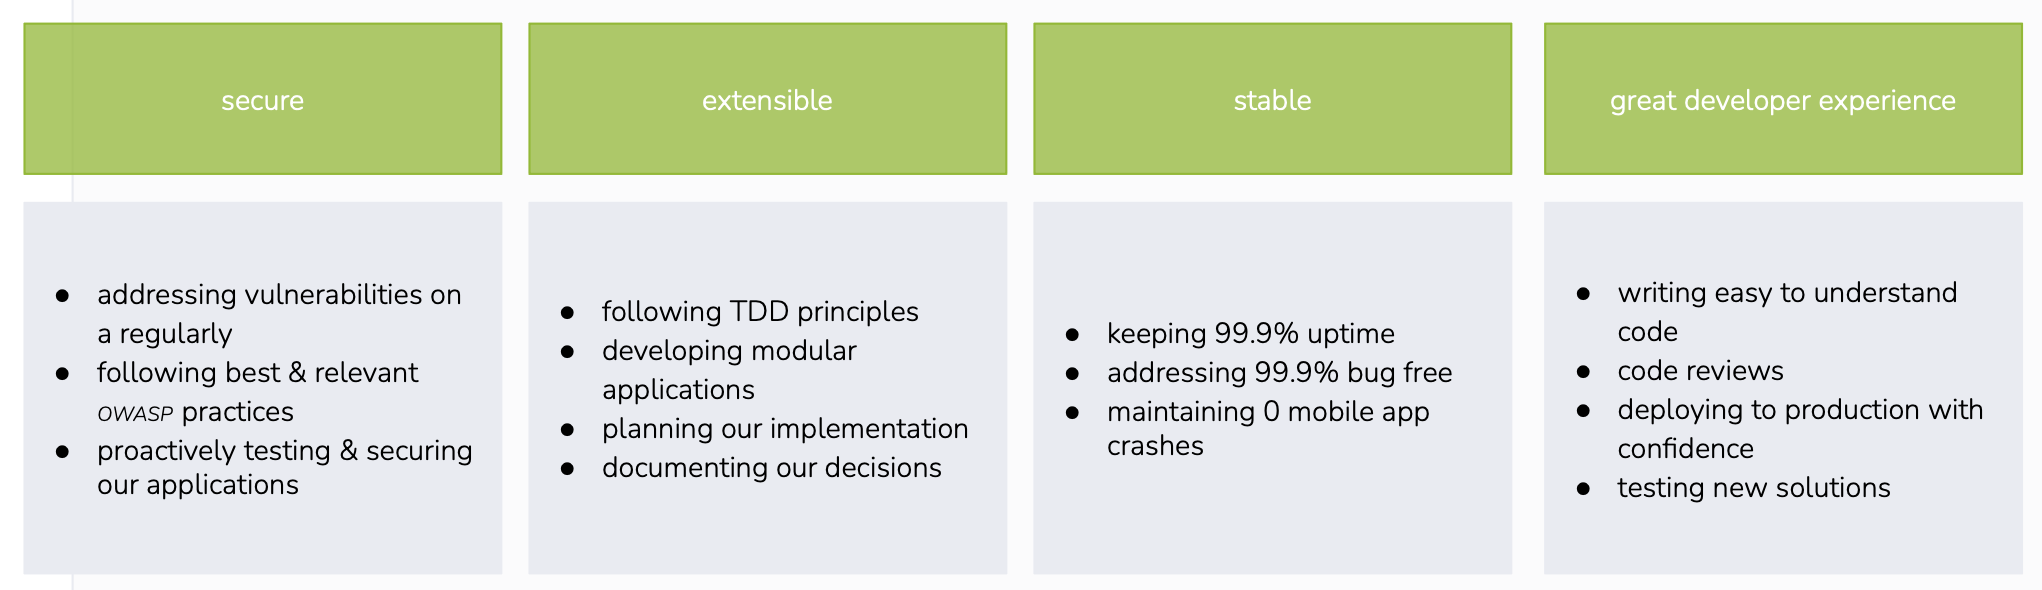 secure
addressing vulnerabilities on
a regularly
following best & relevant
OWASP practices
proactively testing & securing
our applications
extensible
following TDD principles
developing modular
applications
planning our implementation
documenting our decisions
stable
keeping 99.9% uptime
addressing 99.9% bug free
maintaining 0 mobile app
crashes
great developer experience
writing easy to understand
code
code reviews
deploying to production with
confidence
testing new solutions